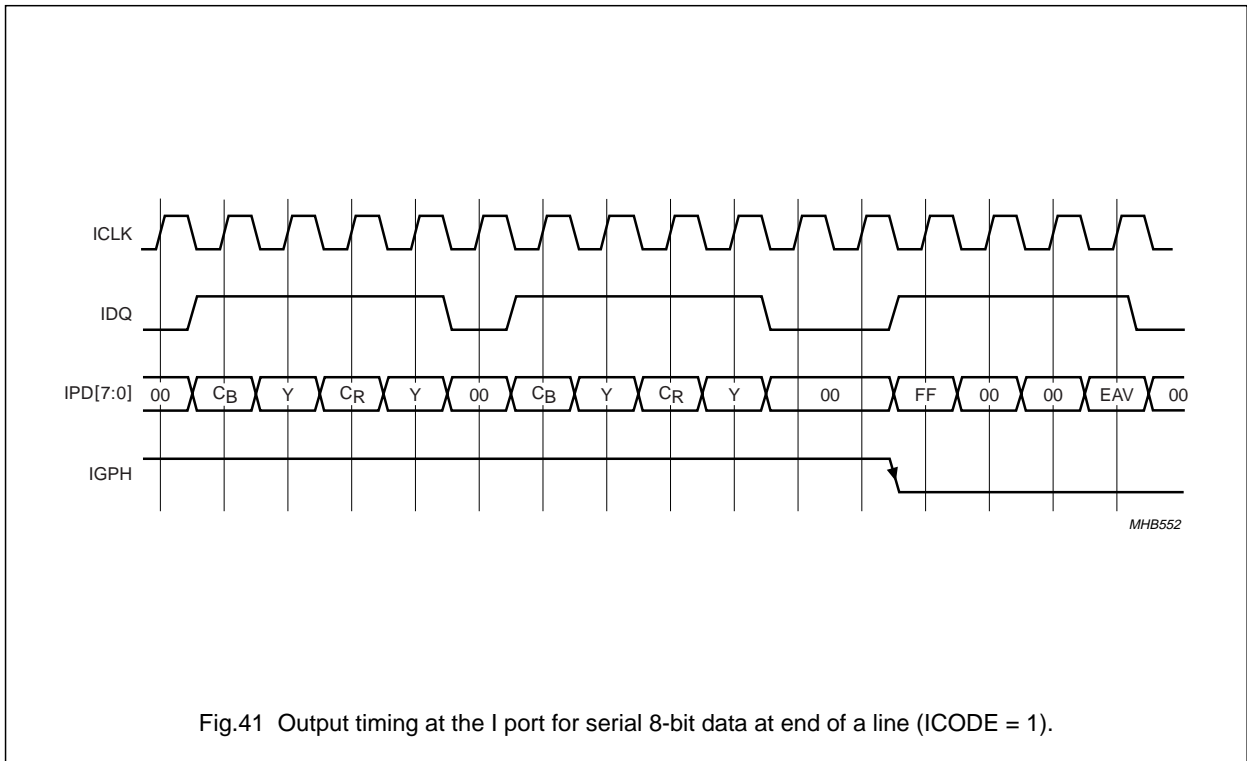 ICLK
IDQ
IPD[7:0] 00 CB Y CR Y 00 CB Y CR Y 00 FF 00 00 EAV 00
IGPH
MHB552
Fig.41 Output timing at the I port for serial 8-bit data at end of a line (ICODE = 1).